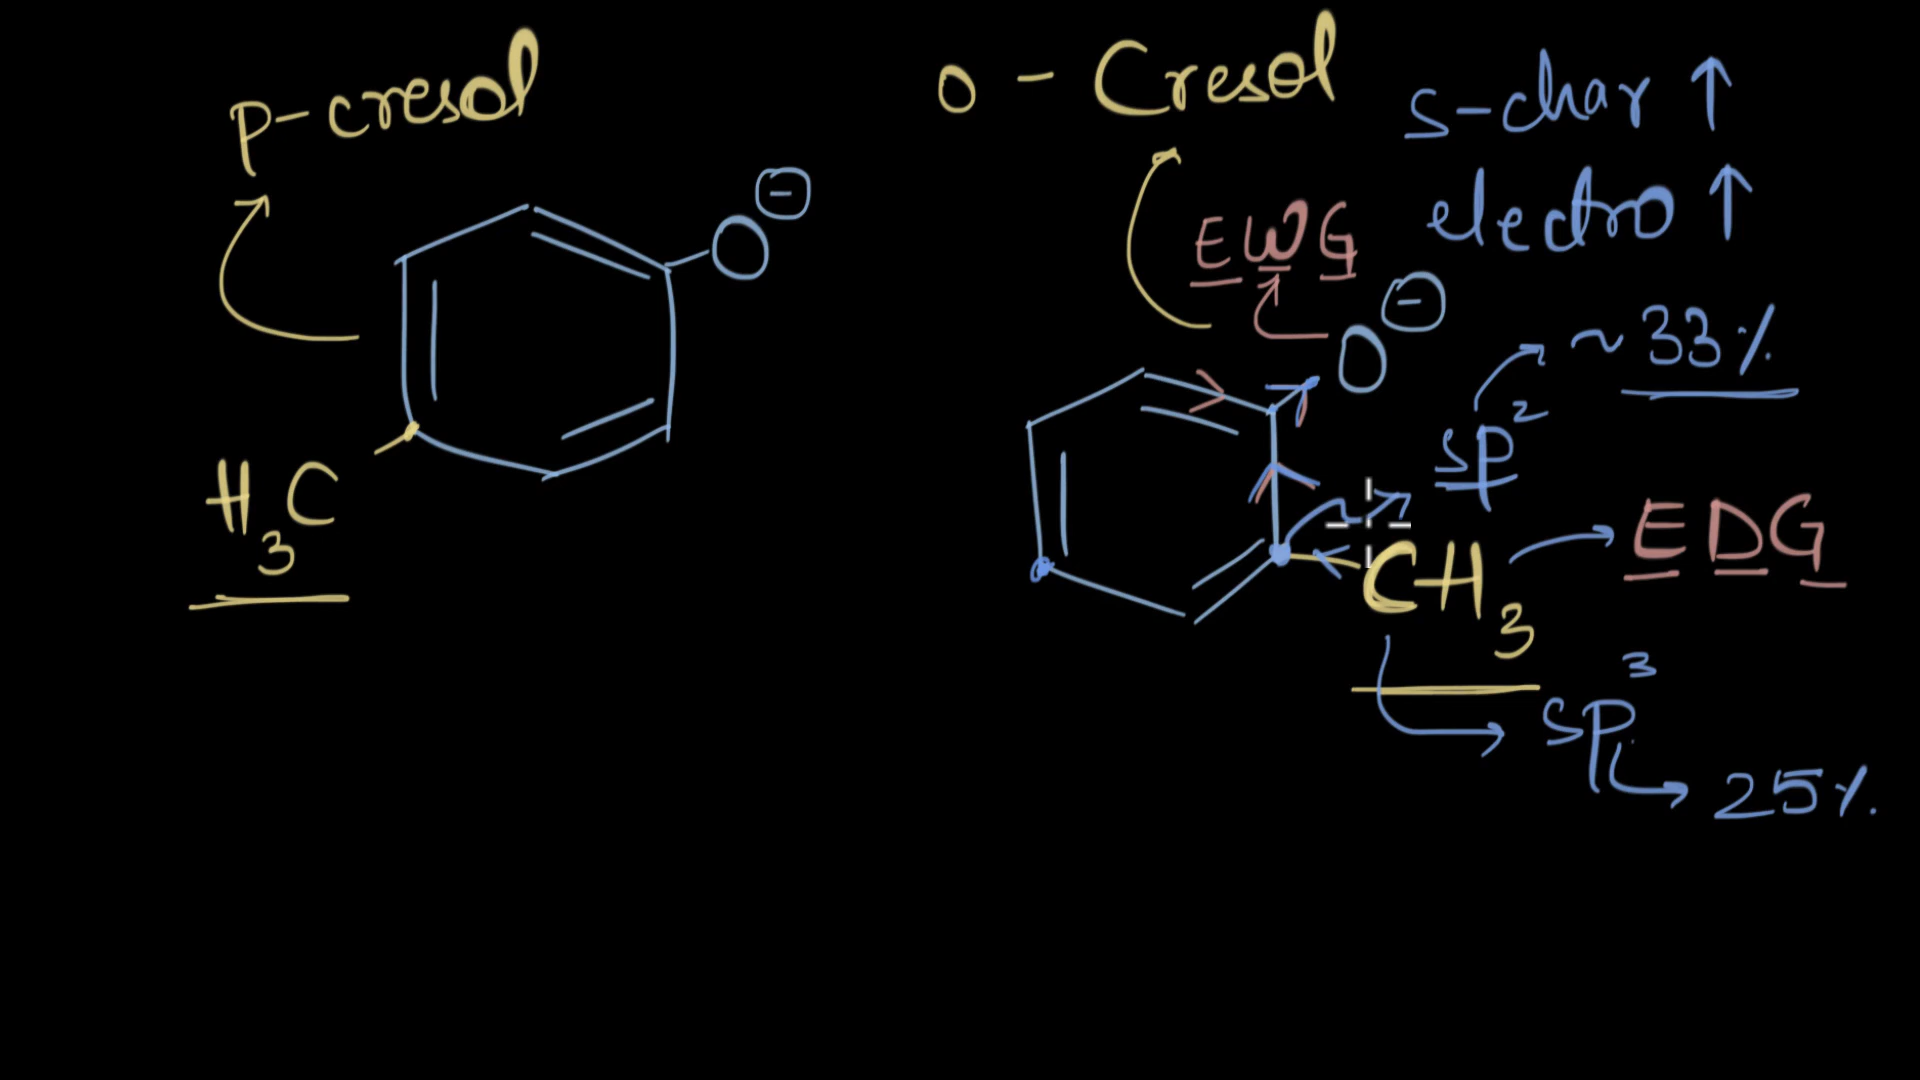 p-cresol
O⊖
H₃C
o - Cresol
s-char ↑
electro ↑
EWG
O⊖
~33%
sp²
CH₃
EDG
sp³
25%